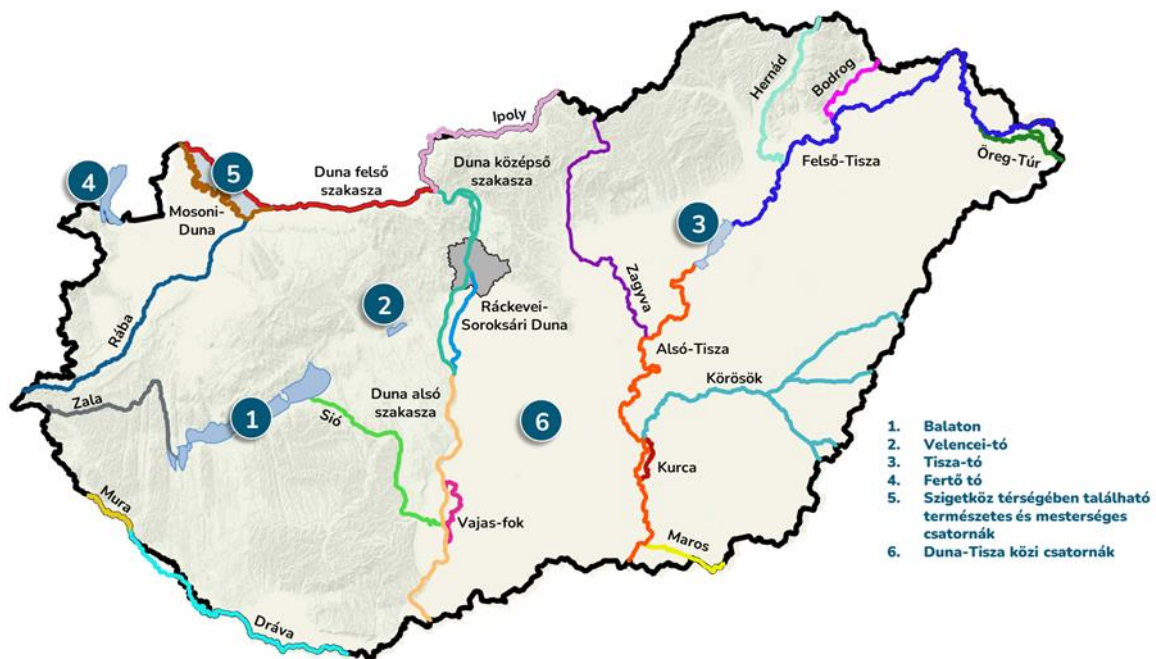 Hernád
Bodrog
Ipoly
4
5
Duna felső
szakasza
Duna középső
szakasza
Felső-Tisza
Öreg-Túr
Mosoni-
Duna
3
Zagyva
2
Ráckevei-
Soroksári Duna
Rába
Alsó-Tisza
Zala
1
Sió
Duna alsó
szakasza
6
Körösök
Kurca
Mura
Vajas-fok
Maros
Dráva
1. Balaton
2. Velencei-tó
3. Tisza-tó
4. Fertő tó
5. Szigetköz térségében található
természetes és mesterséges
csatornák
6. Duna-Tisza közi csatornák